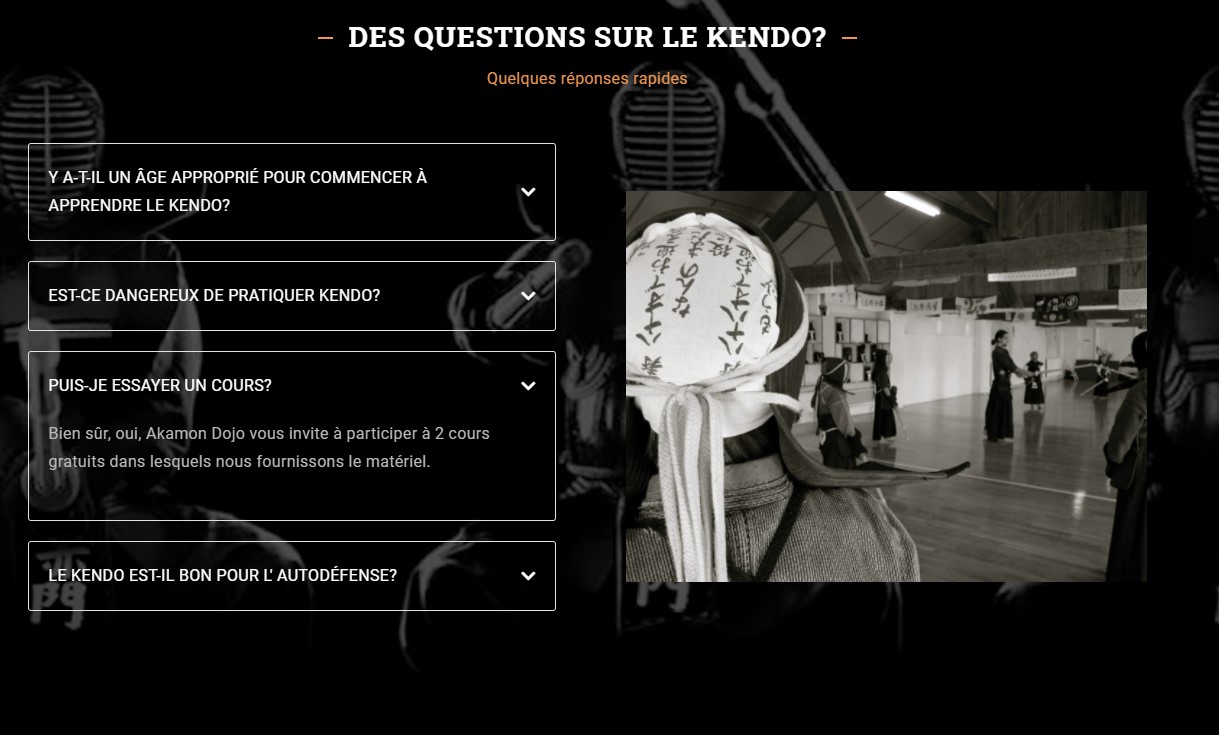 DES QUESTIONS SUR LE KENDO?
Quelques réponses rapides
Y A-T-IL UN ÂGE APPROPRIÉ POUR COMMENCER À
APPRENDRE LE KENDO?
EST-CE DANGEREUX DE PRATIQUER KENDO?
PUIS-JE ESSAYER UN COURS?
Bien sûr, oui, Akamon Dojo vous invite à participer à 2 cours
gratuits dans lesquels nous fournissons le matériel.
LE KENDO EST-IL BON POUR L' AUTODÉFENSE?
門